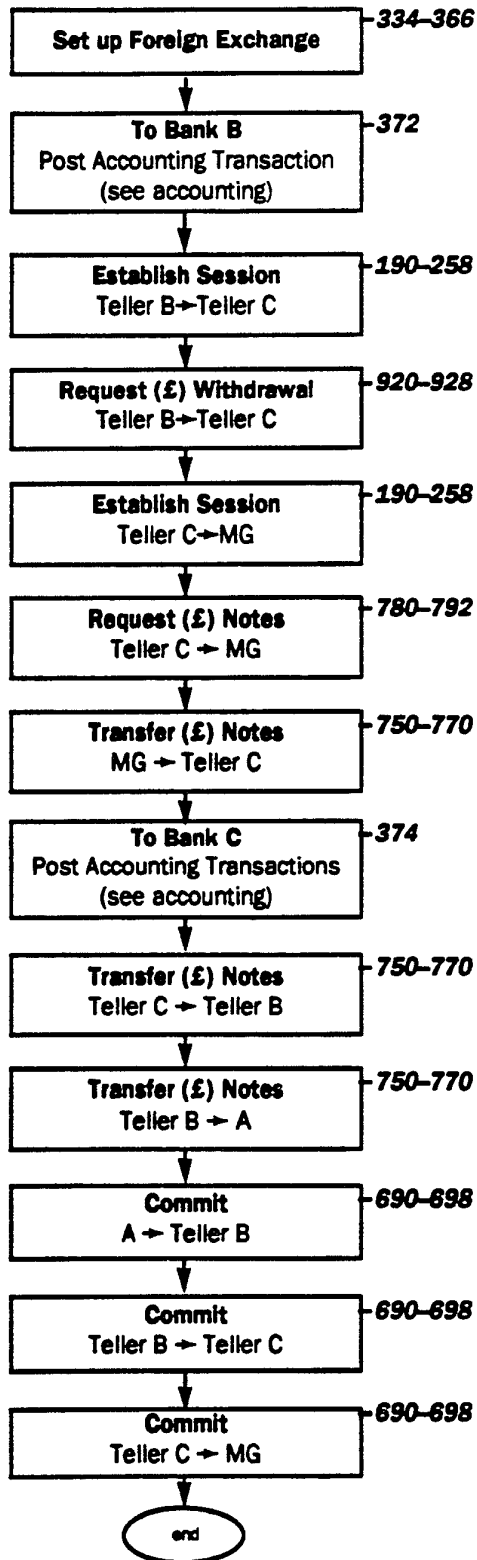 Set up Foreign Exchange
334–366
To Bank B
372
Post Accounting Transaction
(see accounting)
Establish Session
190–258
Teller B→Teller C
Request (£) Withdrawal
920–928
Teller B→Teller C
Establish Session
190–258
Teller C→MG
Request (£) Notes
780–792
Teller C → MG
Transfer (£) Notes
750–770
MG → Teller C
To Bank C
374
Post Accounting Transactions
(see accounting)
Transfer (£) Notes
750–770
Teller C → Teller B
Transfer (£) Notes
750–770
Teller B → A
Commit
690–698
A → Teller B
Commit
690–698
Teller B → Teller C
Commit
690–698
Teller C → MG
end